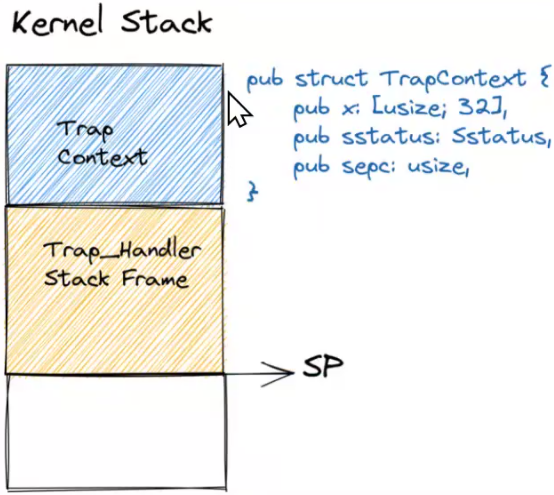 Kernel Stack
pub struct TrapContext {
pub x: [usize; 32],
pub sstatus: Sstatus,
pub sepc: usize,
}
Trap
Context
Trap_Handler
Stack Frame
SP